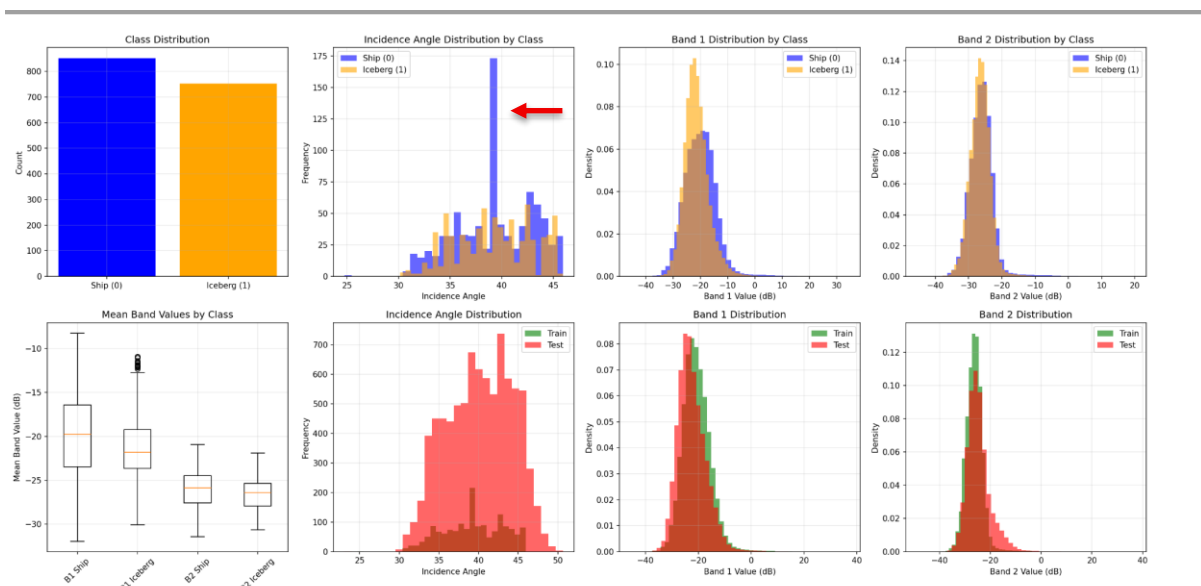 Class Distribution
Count
800
700
600
500
400
300
200
100
0
Ship (0)
Iceberg (1)
Incidence Angle Distribution by Class
Ship (0)
Iceberg (1)
Frequency
175
150
125
100
75
50
25
0
25
30
35
40
45
Incidence Angle
Band 1 Distribution by Class
Ship (0)
Iceberg (1)
Density
0.10
0.08
0.06
0.04
0.02
0.00
−40
−30
−20
−10
0
10
20
30
Band 1 Value (dB)
Band 2 Distribution by Class
Ship (0)
Iceberg (1)
Density
0.14
0.12
0.10
0.08
0.06
0.04
0.02
0.00
−40
−30
−20
−10
0
10
20
30
Band 2 Value (dB)
Mean Band Values by Class
Mean Band Value (dB)
−10
−15
−20
−25
−30
B1 Ship
B1 Iceberg
B2 Ship
B2 Iceberg
Incidence Angle Distribution
Train
Test
Frequency
700
600
500
400
300
200
100
0
25
30
35
40
45
50
Incidence Angle
Band 1 Distribution
Train
Test
Density
0.08
0.07
0.06
0.05
0.04
0.03
0.02
0.01
0.00
−40
−20
0
20
40
Band 1 Value (dB)
Band 2 Distribution
Train
Test
Density
0.12
0.10
0.08
0.06
0.04
0.02
0.00
−40
−20
0
20
40
Band 2 Value (dB)